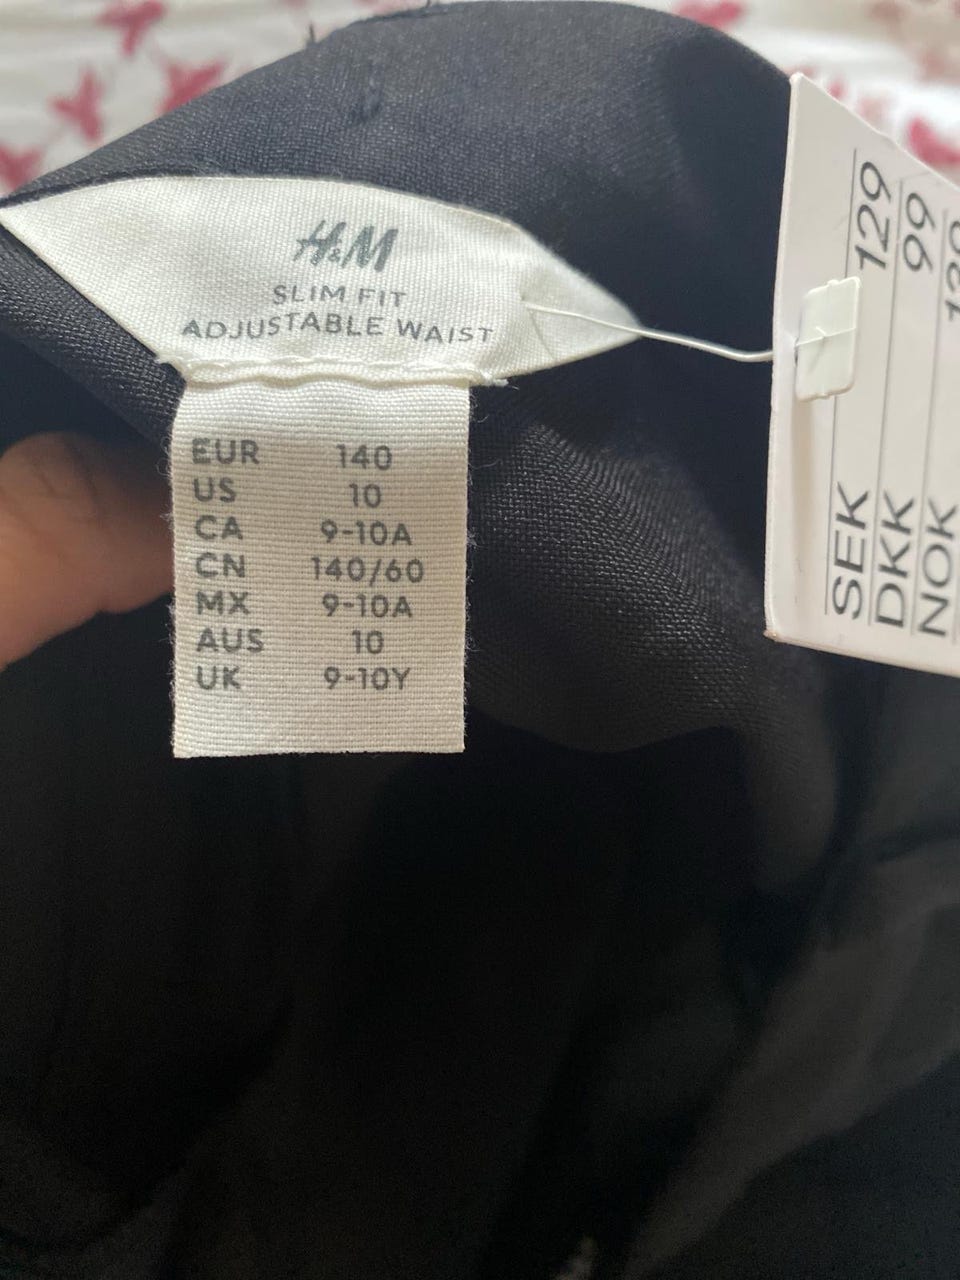 H&M
SLIM FIT
ADJUSTABLE WAIST
EUR 140
US 10
CA 9-10A
CN 140/60
MX 9-10A
AUS 10
UK 9-10Y
SEK 129
DKK 99
NOK